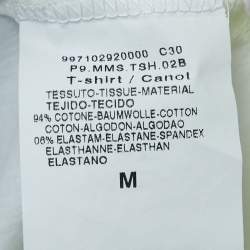 997102920000 C30
P9.MMS.TSH.02B
T-shirt / Canot
TESSUTO-TISSUE-MATERIAL
TEJIDO-TECIDO
94% COTONE-BAUMWOLLE-COTTON
COTON-ALGODON-ALGODAO
06% ELASTAM-ELASTANE-SPANDEX
ELASTHANNE-ELASTHAN
ELASTANO
M